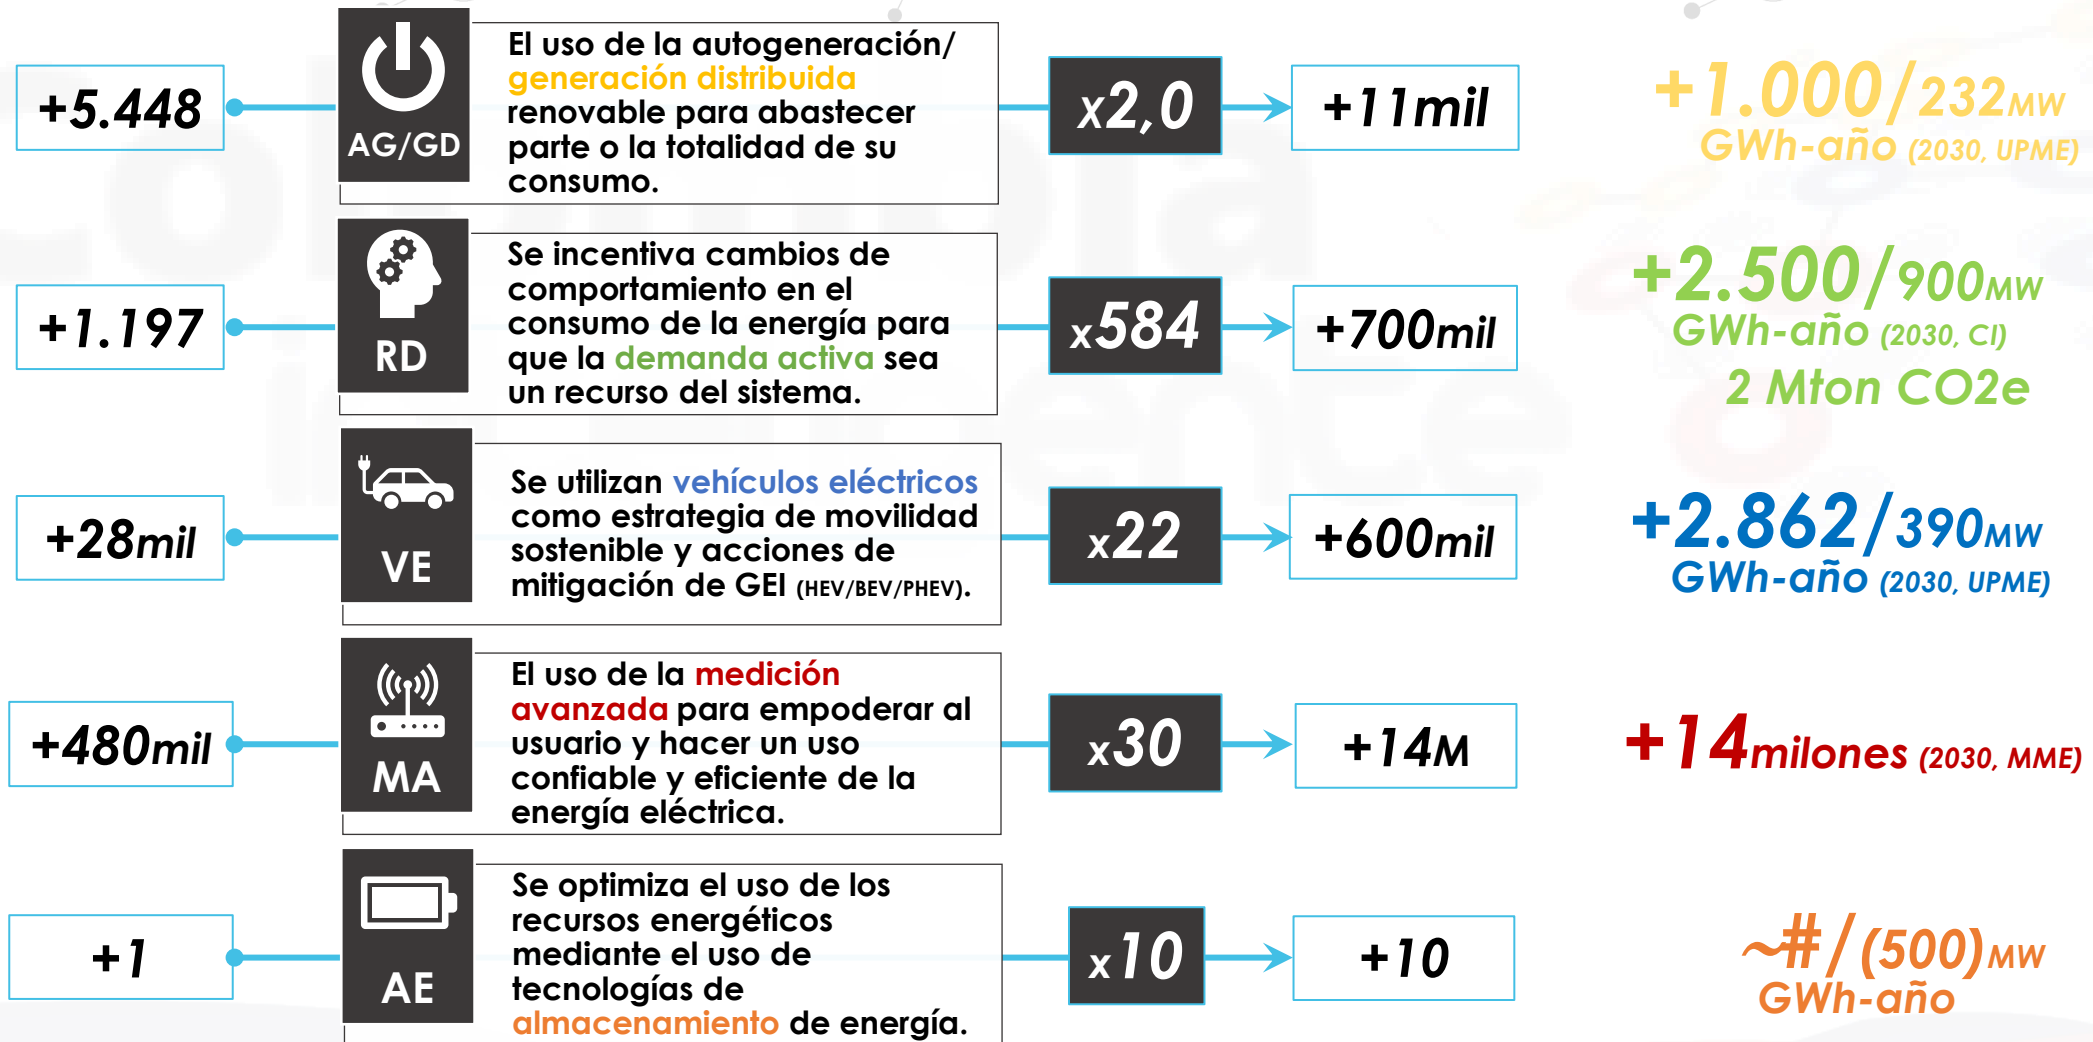 +5.448
AG/GD
El uso de la autogeneración/
generación distribuida
renovable para abastecer
parte o la totalidad de su
consumo.
x2,0
+11mil
+1.000/232MW
GWh-año (2030, UPME)
+1.197
RD
Se incentiva cambios de
comportamiento en el
consumo de la energía para
que la demanda activa sea
un recurso del sistema.
x584
+700mil
+2.500/900MW
GWh-año (2030, CI)
2 Mton CO2e
+28mil
VE
Se utilizan vehículos eléctricos
como estrategia de movilidad
sostenible y acciones de
mitigación de GEI (HEV/BEV/PHEV).
x22
+600mil
+2.862/390MW
GWh-año (2030, UPME)
+480mil
MA
El uso de la medición
avanzada para empoderar al
usuario y hacer un uso
confiable y eficiente de la
energía eléctrica.
x30
+14M
+14milones (2030, MME)
+1
AE
Se optimiza el uso de los
recursos energéticos
mediante el uso de
tecnologías de
almacenamiento de energía.
x10
+10
~#/(500)MW
GWh-año